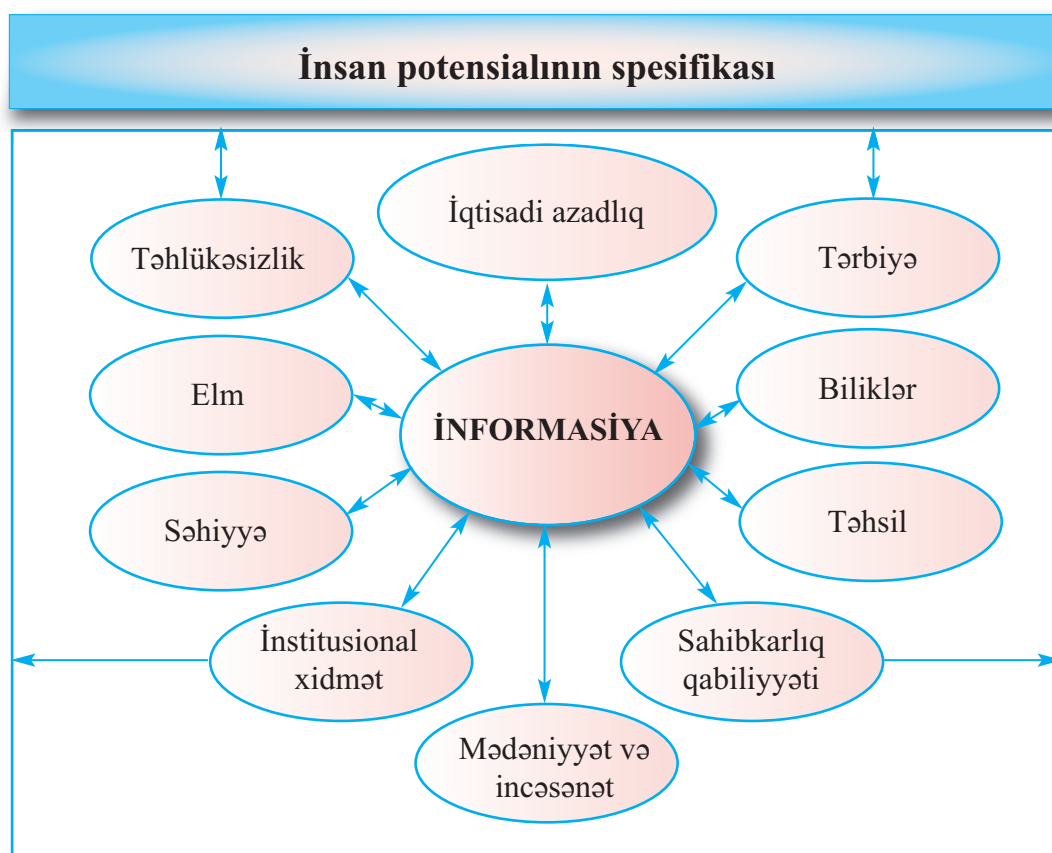 İnsan potensialının spesifikası
İqtisadi azadlıq
Təhlükəsizlik
Tərbiyə
Elm
Biliklər
İNFORMASİYA
Səhiyyə
Təhsil
İnstitusional
xidmət
Sahibkarlıq
qabiliyyəti
Mədəniyyət və
incəsənət